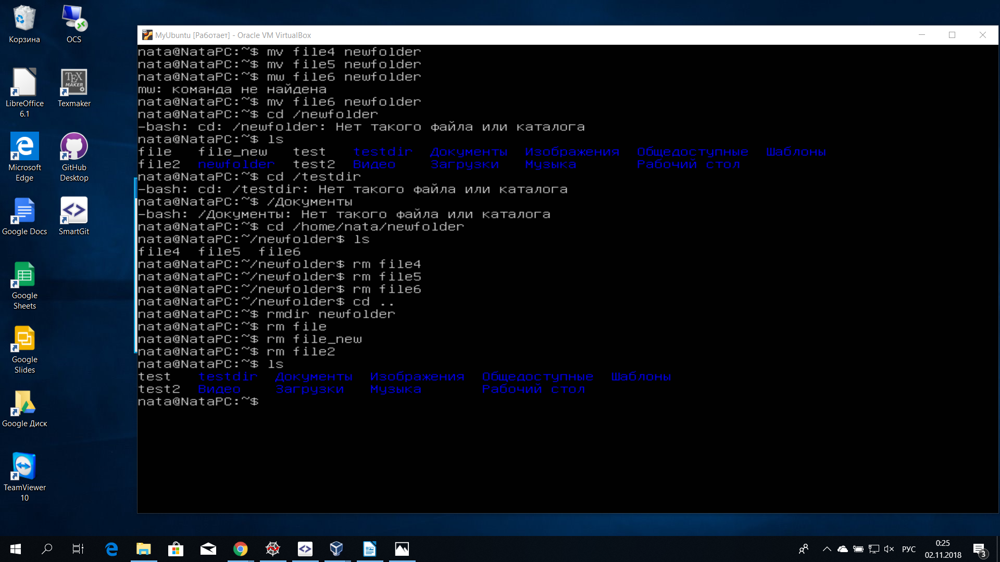 Корзина
OCS
LibreOffice
6.1
Texmaker
TEX
MAKER
Microsoft
Edge
GitHub
Desktop
Google Docs
SmartGit
Google
Sheets
Google
Slides
Google Диск
TeamViewer
10
MyUbuntu [Работает] - Oracle VM VirtualBox
nata@NataPC:~$ mv file4 newfolder
nata@NataPC:~$ mv file5 newfolder
nata@NataPC:~$ mw file6 newfolder
mw: команда не найдена
nata@NataPC:~$ mv file6 newfolder
nata@NataPC:~$ cd /newfolder
-bash: cd: /newfolder: Нет такого файла или каталога
nata@NataPC:~$ ls
file file_new test testdir Документы Изображения Общедоступные Шаблоны
file2 newfolder test2 Видео Загрузки Музыка Рабочий стол
nata@NataPC:~$ cd /testdir
-bash: cd: /testdir: Нет такого файла или каталога
nata@NataPC:~$ /Документы
-bash: /Документы: Нет такого файла или каталога
nata@NataPC:~$ cd /home/nata/newfolder
nata@NataPC:~/newfolder$ ls
file4 file5 file6
nata@NataPC:~/newfolder$ rm file4
nata@NataPC:~/newfolder$ rm file5
nata@NataPC:~/newfolder$ rm file6
nata@NataPC:~/newfolder$ cd ..
nata@NataPC:~$ rmdir newfolder
nata@NataPC:~$ rm file
nata@NataPC:~$ rm file_new
nata@NataPC:~$ rm file2
nata@NataPC:~$ ls
test testdir Документы Изображения Общедоступные Шаблоны
test2 Видео Загрузки Музыка Рабочий стол
nata@NataPC:~$
РУС
0:25
02.11.2018
3